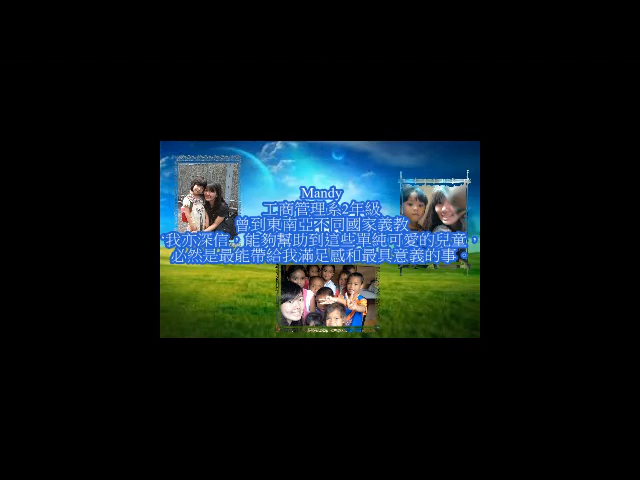 Mandy
工商管理系2年級
曾到東南亞不同國家義教
我亦深信，能夠幫助到這些單純可愛的兒童，
必然是最能帶給我滿足感和最具意義的事。